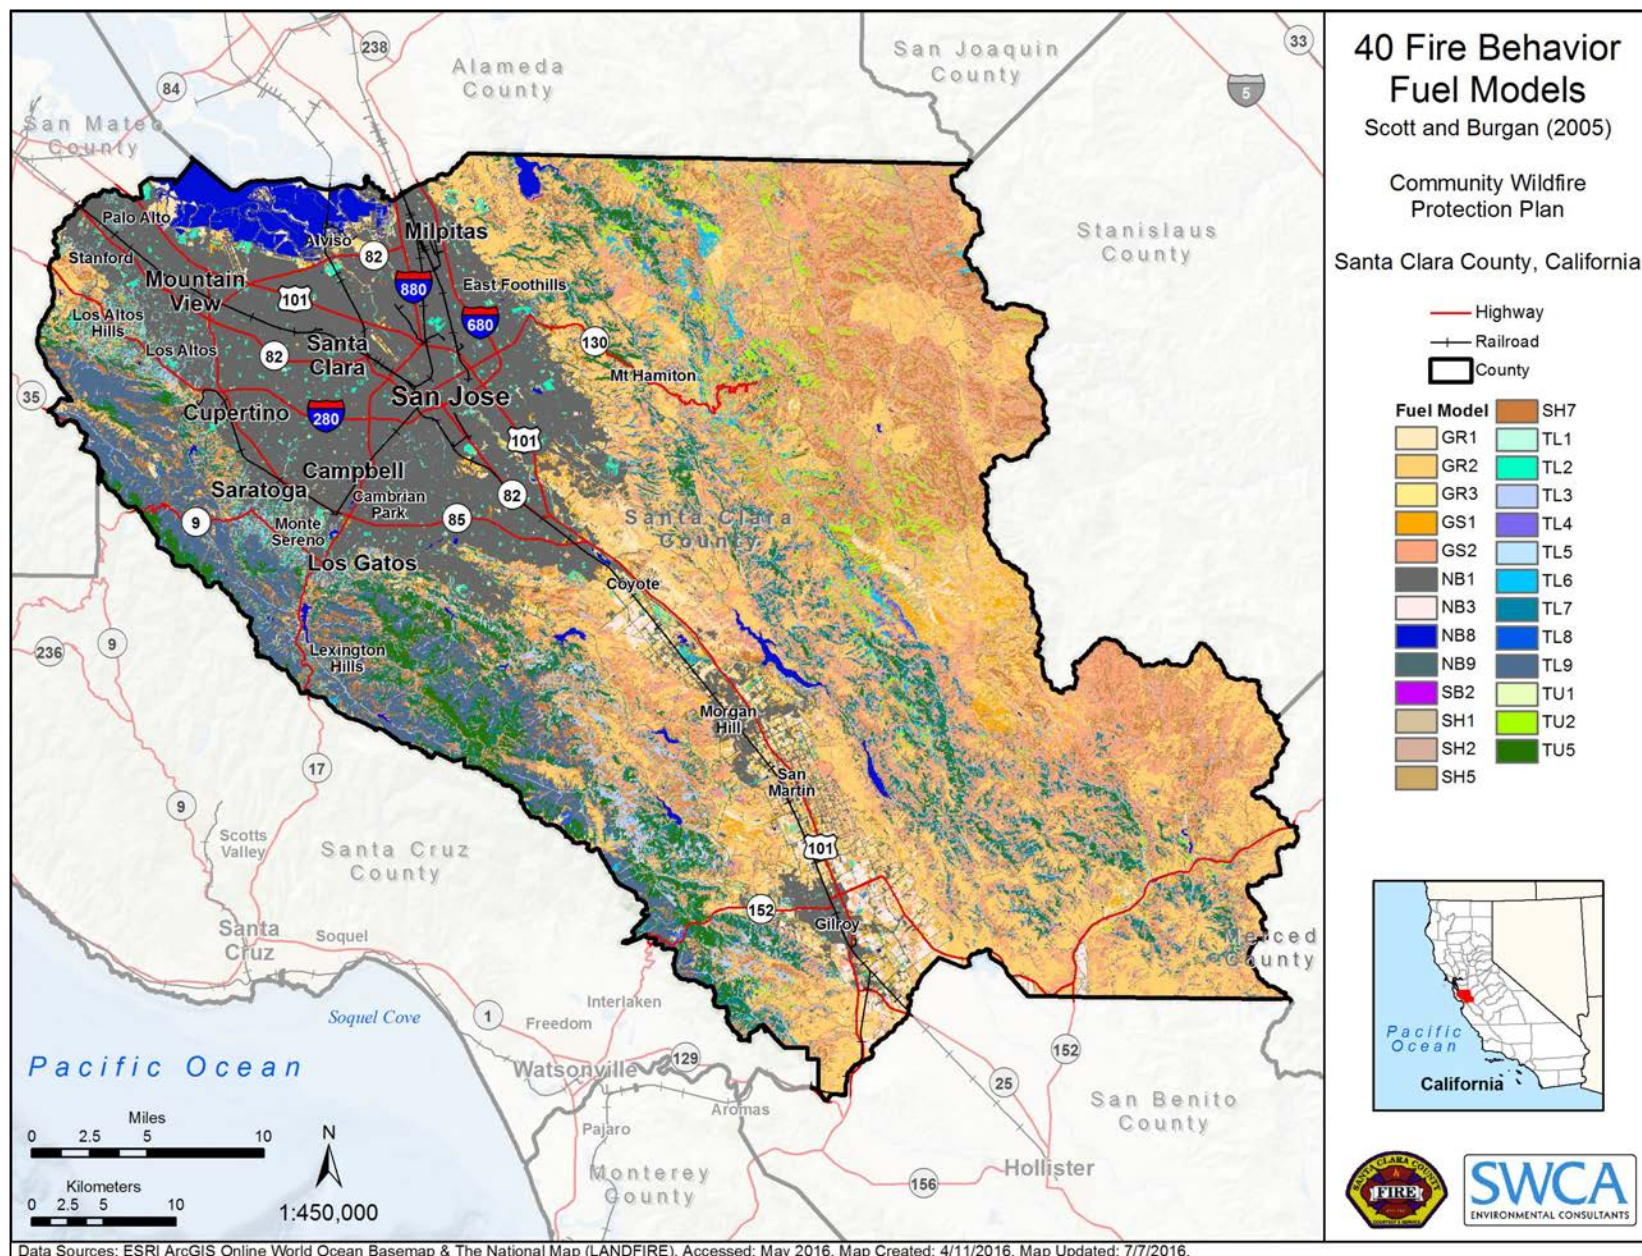 40 Fire Behavior
Fuel Models
Scott and Burgan (2005)
Community Wildfire
Protection Plan
Santa Clara County, California
Highway
Railroad
County
Fuel Model
GR1
GR2
GR3
GS1
GS2
NB1
NB3
NB8
NB9
SB2
SH1
SH2
SH5
SH7
TL1
TL2
TL3
TL4
TL5
TL6
TL7
TL8
TL9
TU1
TU2
TU5
238
84
33
5
Alameda
County
San Joaquin
County
San Mateo
County
Stanislaus
County
Palo Alto
Alviso
Milpitas
82
Stanford
Mountain
View
101
880
East Foothills
680
Los Altos
Hills
Los Altos
82
Santa
Clara
130
Mt Hamiton
35
Cupertino
280
San Jose
101
Campbell
Saratoga
Cambrian
Park
82
9
Monte
Sereno
85
Santa Clara
County
Los Gatos
Coyote
236
9
Lexington
Hills
Morgan
Hill
17
San
Martin
9
Scotts
Valley
Santa Cruz
County
101
152
Gilroy
Merced
County
Santa
Cruz
Soquel
Interlaken
Soquel Cove
1
Freedom
Pacific Ocean
Watsonville
129
152
25
Aromas
San Benito
County
Pajaro
Monterey
County
156
Hollister
Miles
0 2.5 5 10
Kilometers
0 2.5 5 10
N
1:450,000
Pacific
Ocean
California
SANTA CLARA COUNTY
FIRE
COURTESY & SERVICE
SWCA
ENVIRONMENTAL CONSULTANTS
Data Sources: ESRI ArcGIS Online World Ocean Basemap & The National Map (LANDFIRE). Accessed: May 2016. Map Created: 4/11/2016. Map Updated: 7/7/2016.